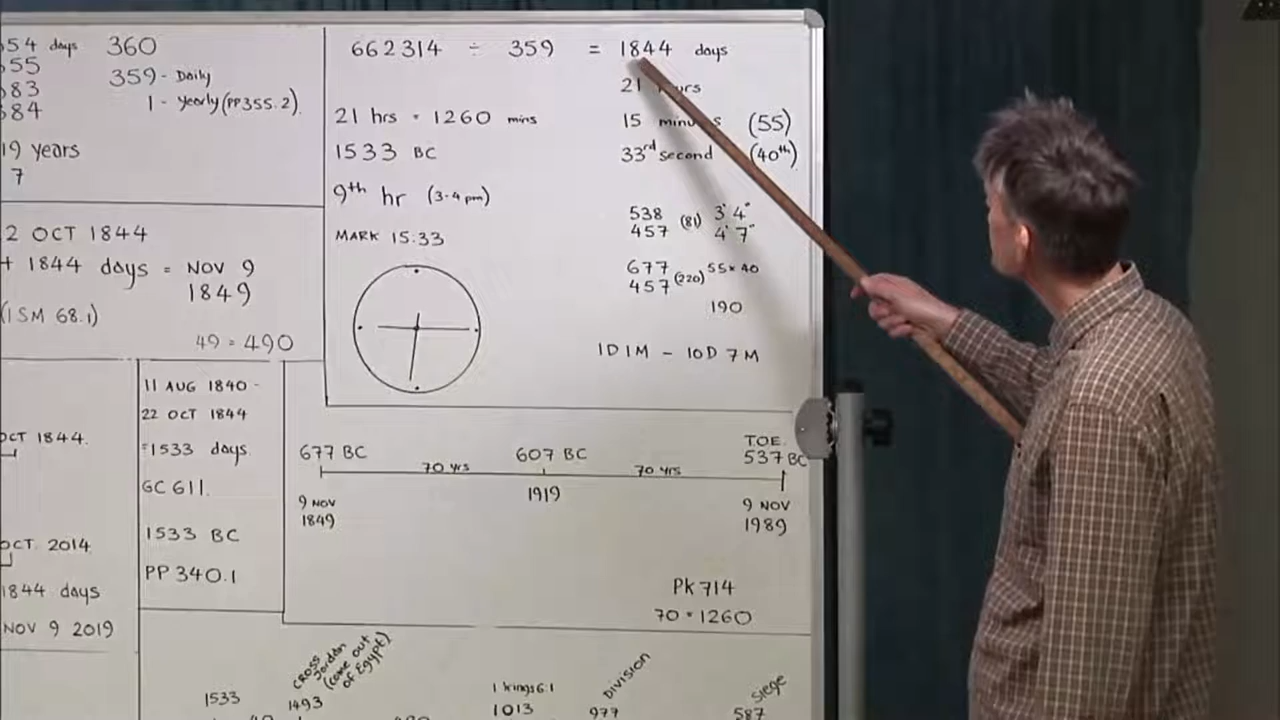 54 days 360
55
359 - Daily
83
1 - Yearly (PP355.2)
84
19 years
7
2 OCT 1844
+ 1844 days = NOV 9
1849
(1SM 68.1)
49 = 490
662314 ÷ 359 = 1844 days
21 hours
21 hrs = 1260 mins
15 minutes (55)
1533 BC
33rd second (40th)
9th hr (3-4pm)
MARK 15:33
538 (81) 3' 4"
457 4' 7"
677 (220) 55 x 40
457
190
1D1M - 10D 7M
OCT 1844.
OCT 2014
1844 days
NOV 9 2019
11 AUG 1840 -
22 OCT 1844
=1533 days
GC 611.
1533 BC
PP 340.1
677 BC 607 BC TOE. 537 BC
70 yrs 70 yrs
9 NOV 1849
1919
9 NOV 1989
PK 714
70 = 1260
1533
CROSS Jordan (come out of Egypt)
1493
1 kings 6:1
1013
DIVISION
977
Siege
587